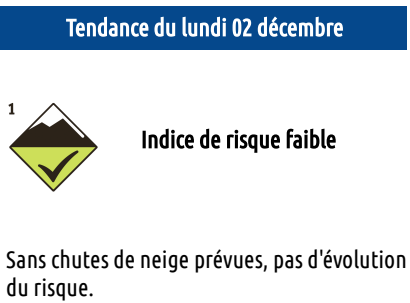 Tendance du lundi 02 décembre
1
Indice de risque faible
Sans chutes de neige prévues, pas d'évolution
du risque.